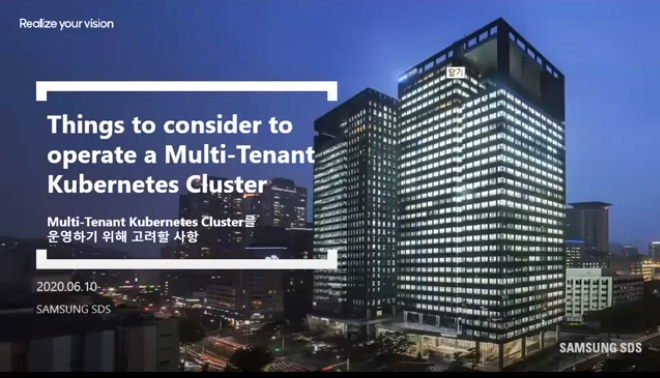 Realize your vision
닫기
Things to consider to
operate a Multi-Tenant
Kubernetes Cluster
Multi-Tenant Kubernetes Cluster를
운영하기 위해 고려할 사항
2020.06.10
SAMSUNG SDS
SAMSUNG SDS